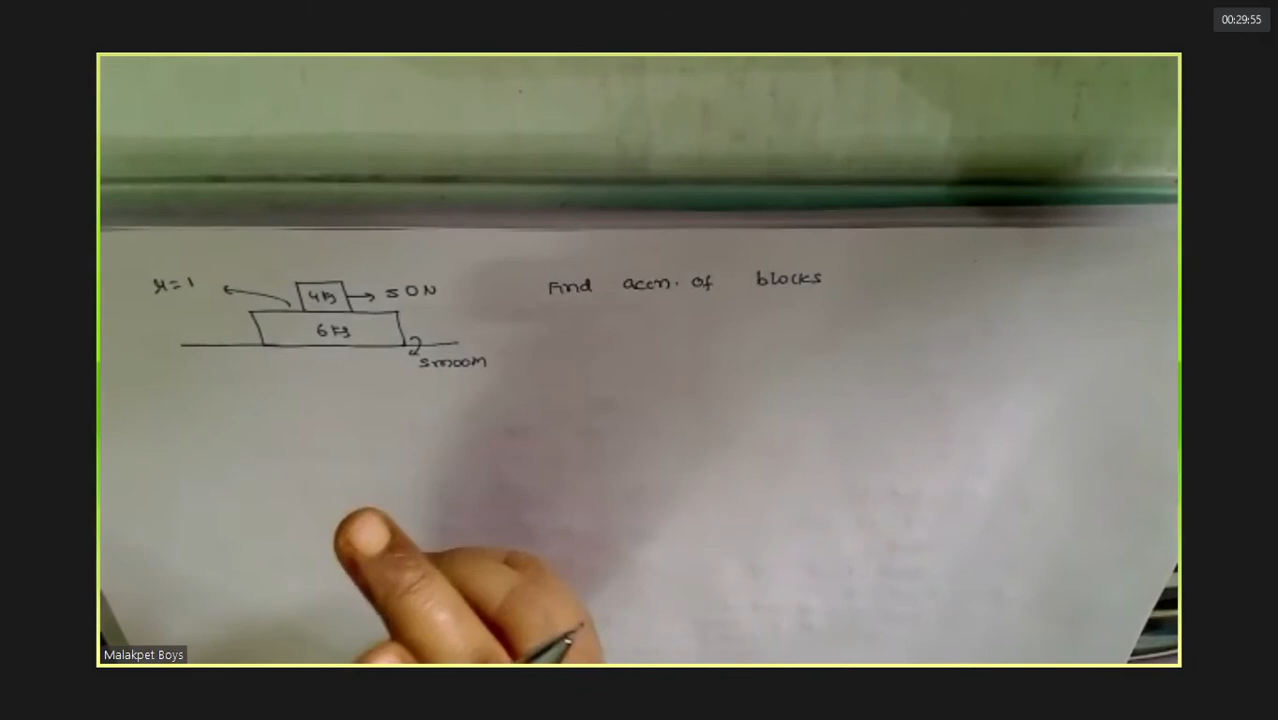 00:29:55
μ=1
4kg
50N
Find accn. of blocks
6kg
smooth
Malakpet Boys